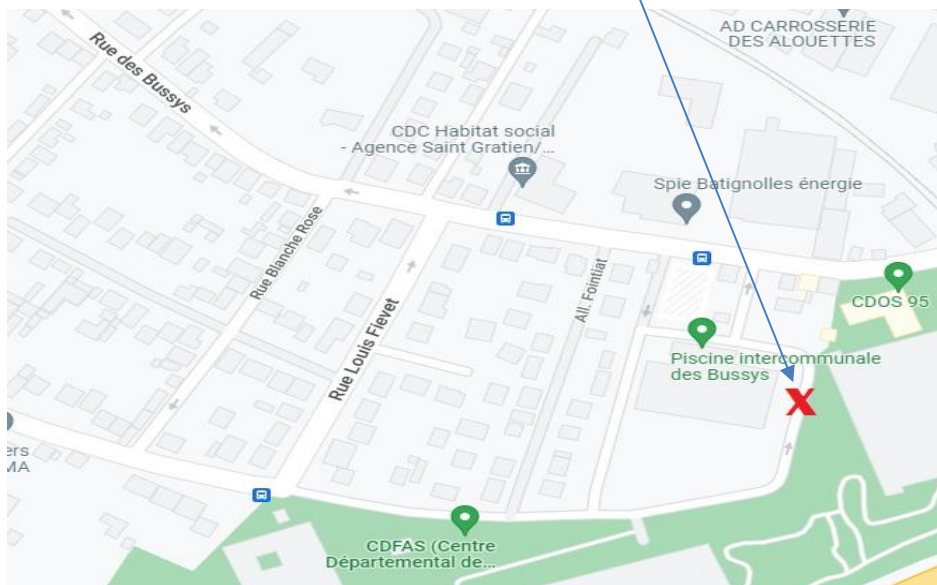 AD CARROSSERIE
DES ALOUETTES
Rue des Bussys
CDC Habitat social
- Agence Saint Gratien/...
Spie Batignolles énergie
Rue Blanche Rose
All. Fointiat
CDOS 95
Rue Louis Fievet
Piscine intercommunale
des Bussys
X
ers
MA
CDFAS (Centre
Départemental de...